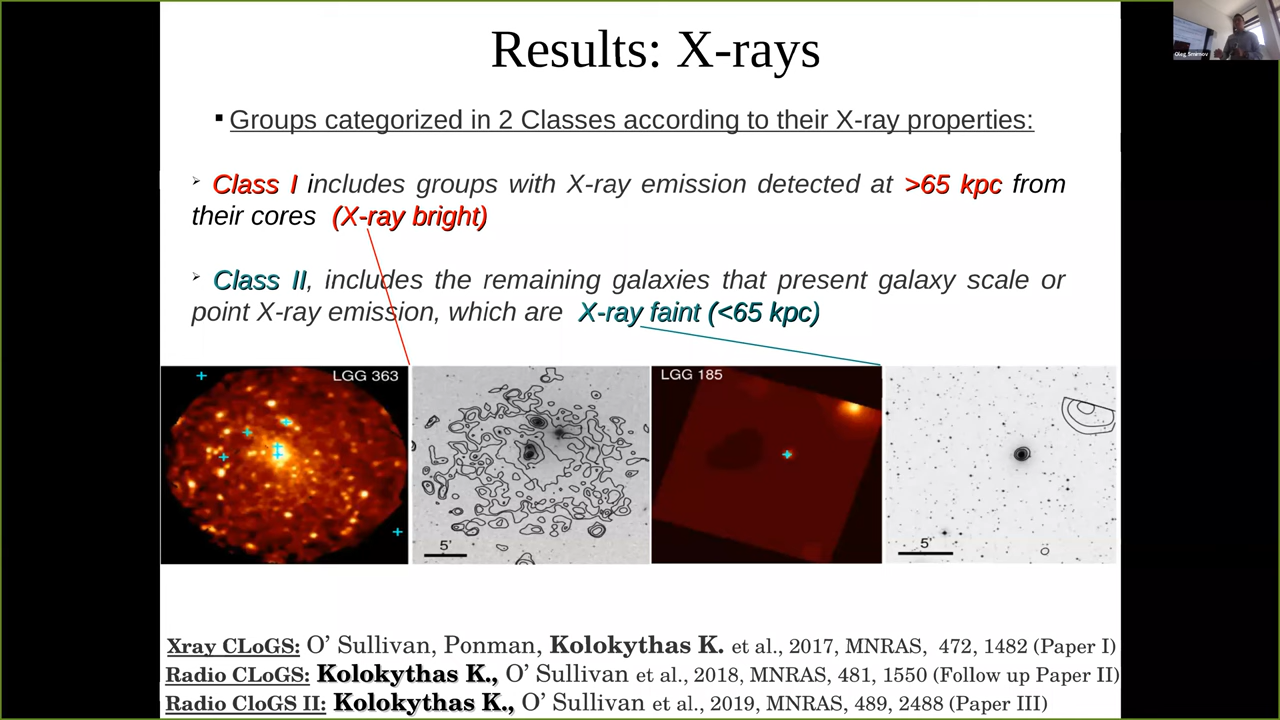 Results: X-rays
Oleg Smirnov
▪ Groups categorized in 2 Classes according to their X-ray properties:
➢ Class I includes groups with X-ray emission detected at >65 kpc from
their cores (X-ray bright)
➢ Class II, includes the remaining galaxies that present galaxy scale or
point X-ray emission, which are X-ray faint (<65 kpc)
LGG 363
LGG 185
5'
5'
Xray CLoGS: O' Sullivan, Ponman, Kolokythas K. et al., 2017, MNRAS, 472, 1482 (Paper I)
Radio CLoGS: Kolokythas K., O' Sullivan et al., 2018, MNRAS, 481, 1550 (Follow up Paper II)
Radio CloGS II: Kolokythas K., O' Sullivan et al., 2019, MNRAS, 489, 2488 (Paper III)